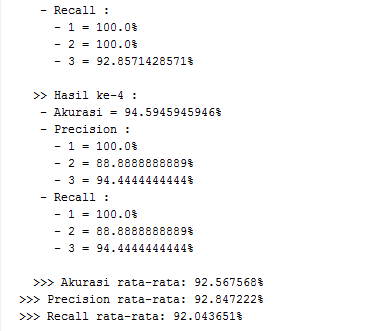 - Recall :
- 1 = 100.0%
- 2 = 100.0%
- 3 = 92.8571428571%
>> Hasil ke-4 :
- Akurasi = 94.5945945946%
- Precision :
- 1 = 100.0%
- 2 = 88.8888888889%
- 3 = 94.4444444444%
- Recall :
- 1 = 100.0%
- 2 = 88.8888888889%
- 3 = 94.4444444444%
>>> Akurasi rata-rata: 92.567568%
>>> Precision rata-rata: 92.847222%
>>> Recall rata-rata: 92.043651%